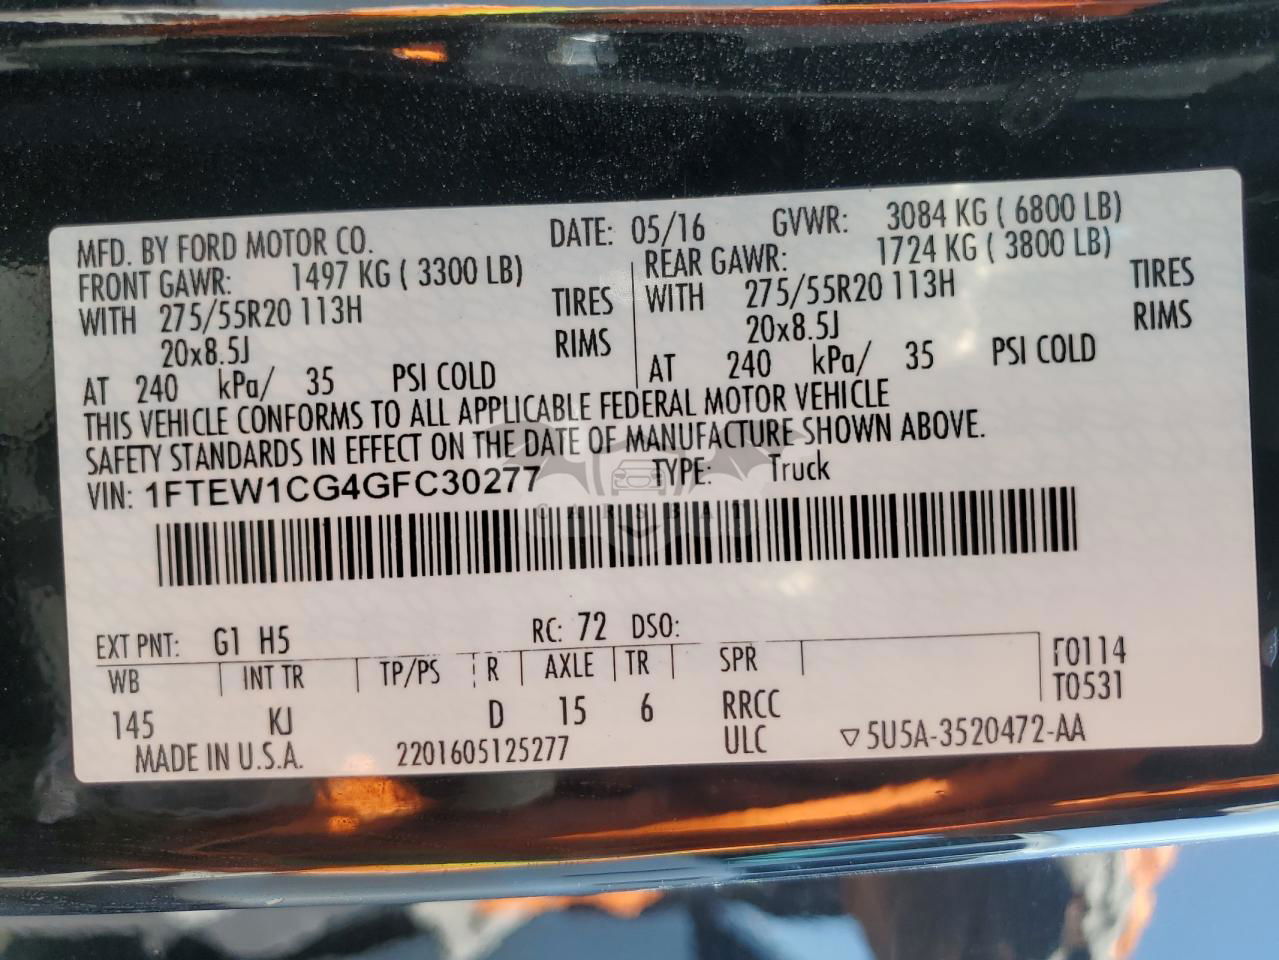 MFD. BY FORD MOTOR CO. DATE: 05/16 GVWR: 3084 KG ( 6800 LB)
FRONT GAWR: 1497 KG ( 3300 LB) REAR GAWR: 1724 KG ( 3800 LB)
WITH 275/55R20 113H TIRES WITH 275/55R20 113H TIRES
20x8.5J RIMS 20x8.5J RIMS
AT 240 kPa/ 35 PSI COLD AT 240 kPa/ 35 PSI COLD
THIS VEHICLE CONFORMS TO ALL APPLICABLE FEDERAL MOTOR VEHICLE
SAFETY STANDARDS IN EFFECT ON THE DATE OF MANUFACTURE SHOWN ABOVE.
VIN: 1FTEW1CG4GFC30277 TYPE: Truck
CARSBAT
EXT PNT: G1 H5 RC: 72 DSO:
WB INT TR TP/PS R AXLE TR SPR F0114
145 KJ D 15 6 RRCC T0531
MADE IN U.S.A. 2201605125277 ULC ▽5U5A-3520472-AA